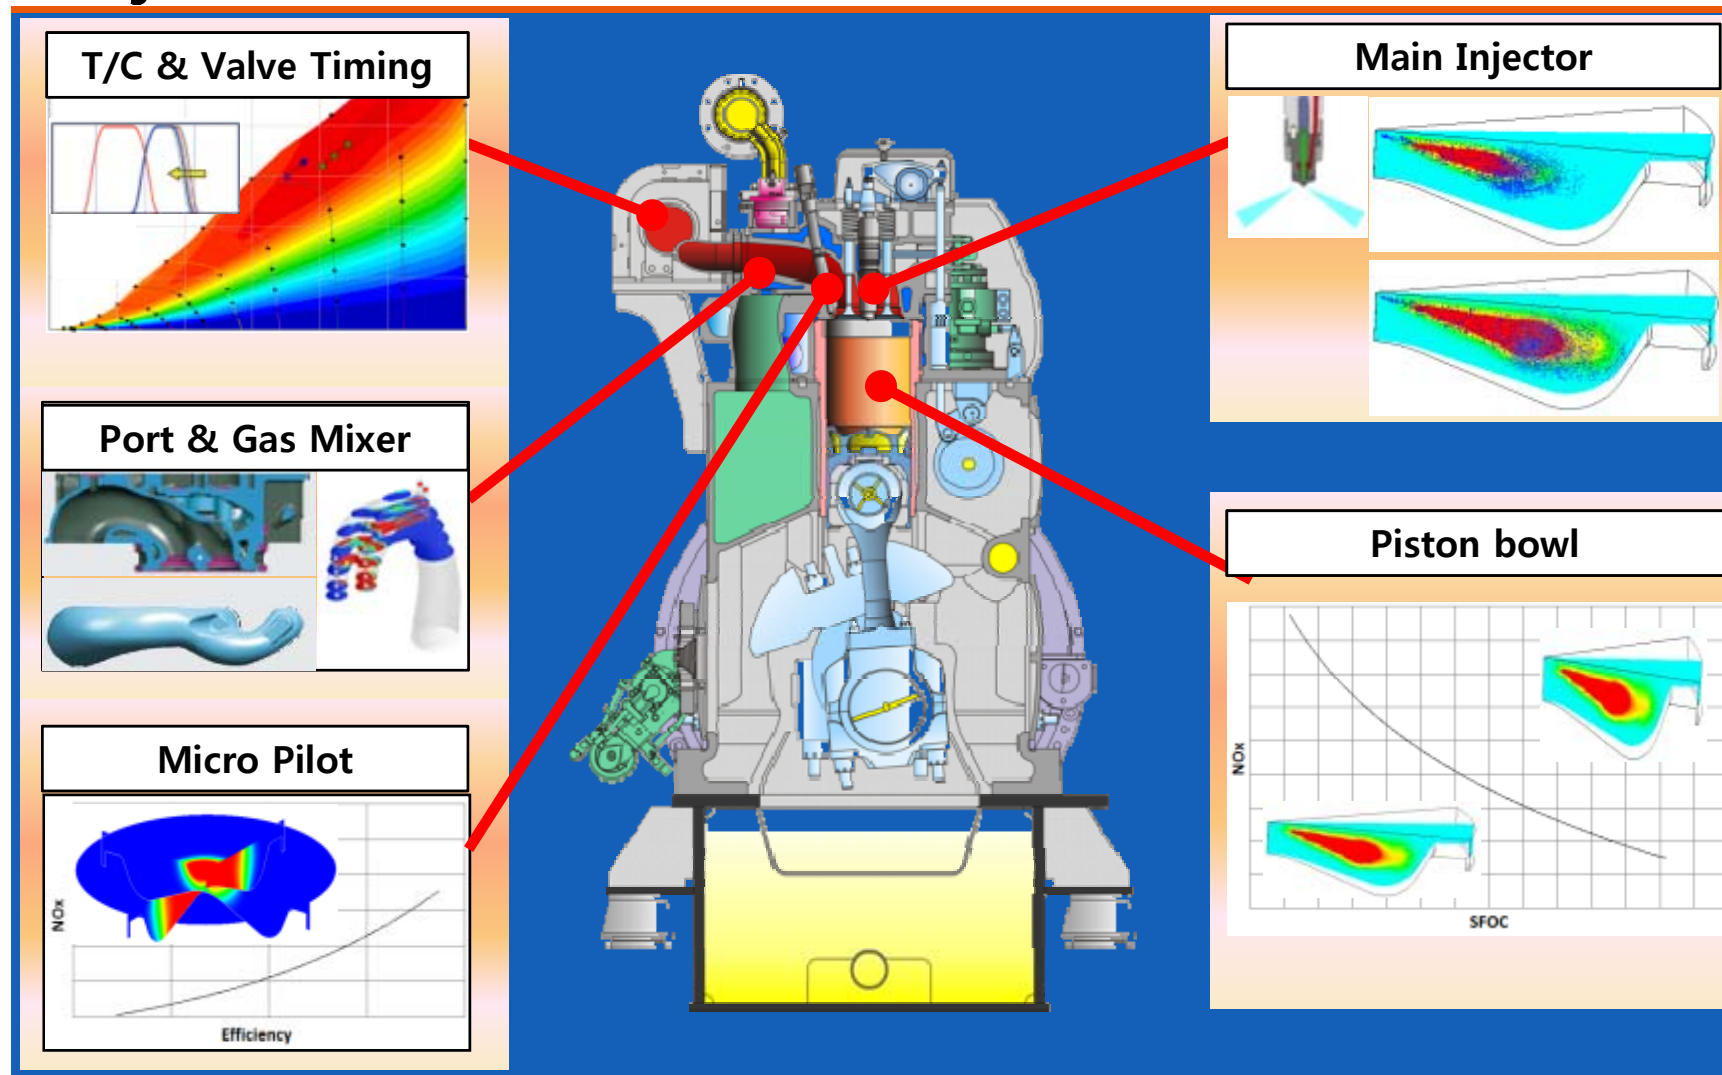 T/C & Valve Timing
Port & Gas Mixer
Micro Pilot
NOx
Efficiency
Main Injector
Piston bowl
NOx
SFOC